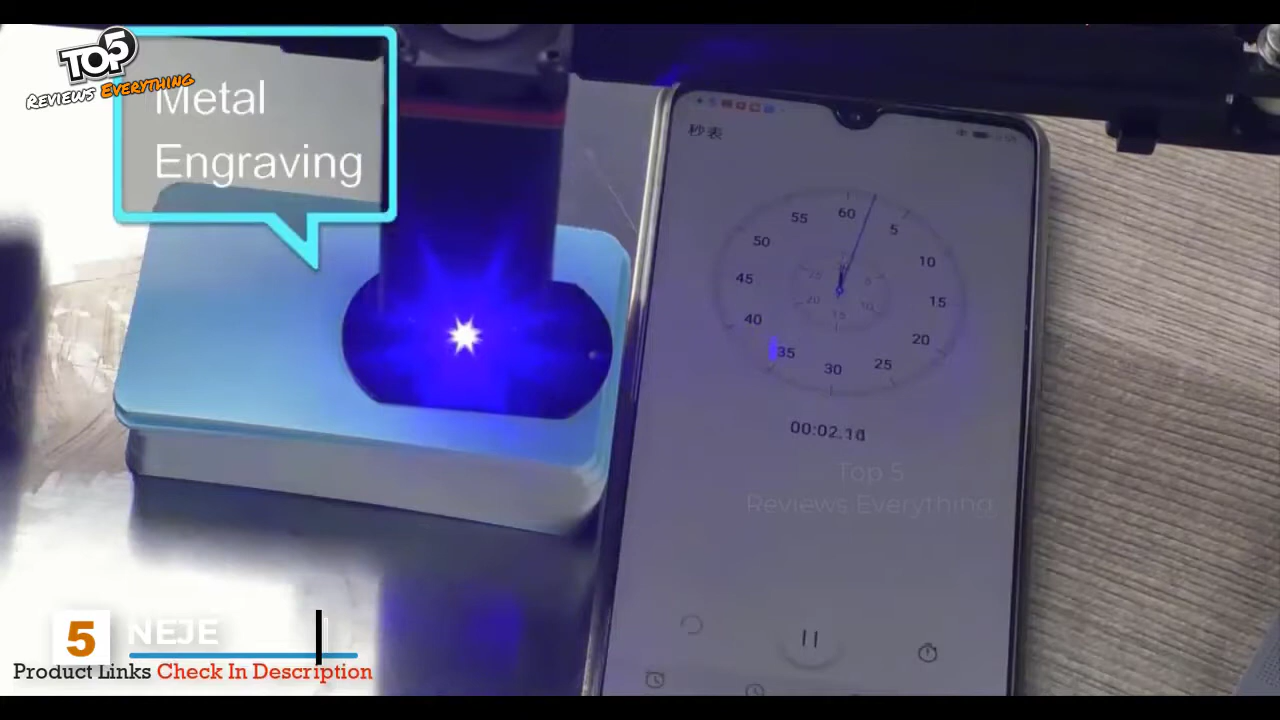 TOP5
REVIEWS EVERYTHING
Metal
Engraving
秒表
60
55
5
50
10
45
15
40
20
35
25
30
00:02.10
Top 5
Reviews Everything
5
NEJE
Product Links Check In Description